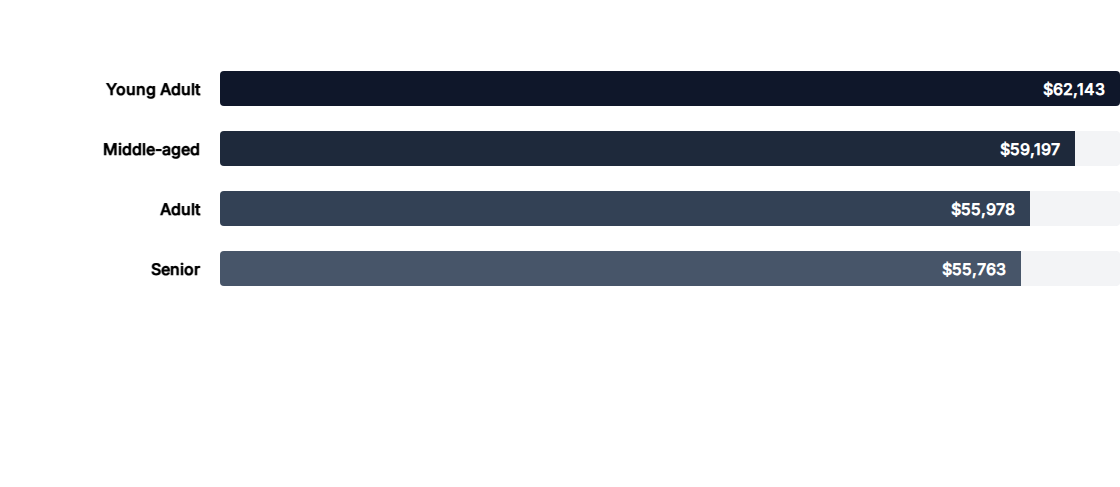 Young Adult $62,143
Middle-aged $59,197
Adult $55,978
Senior $55,763